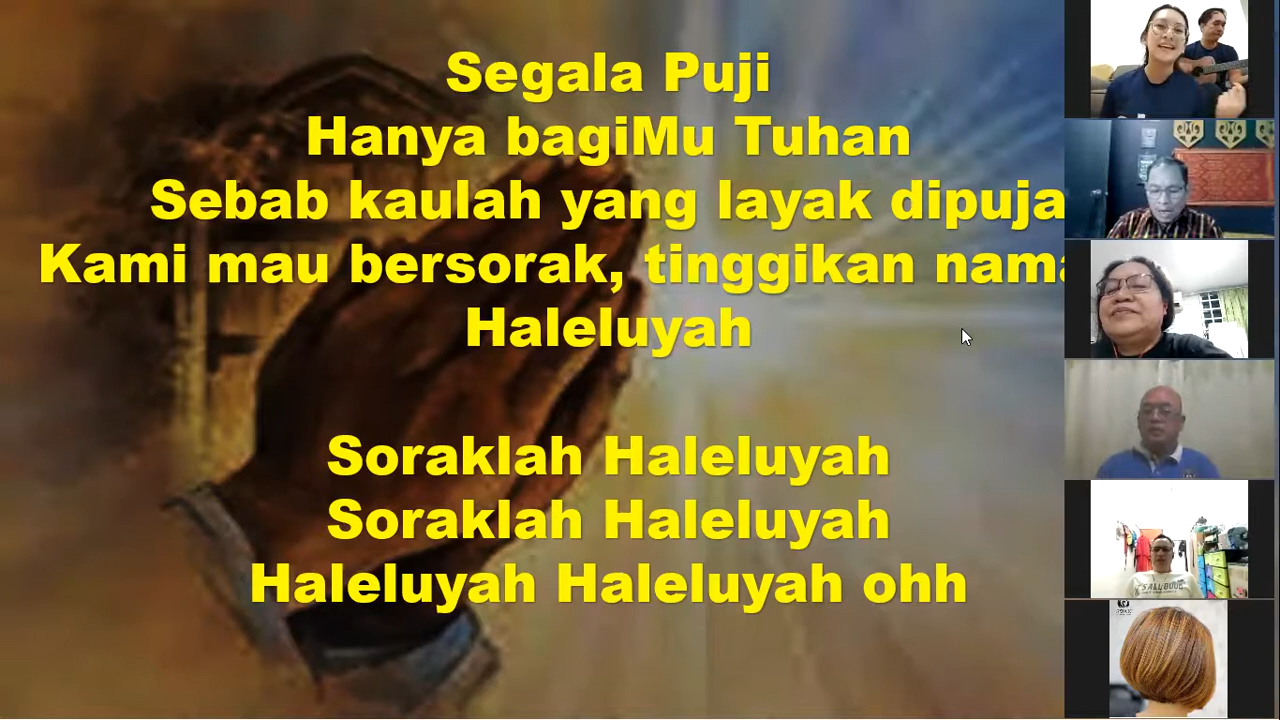 Segala Puji
Hanya bagiMu Tuhan
Sebab kaulah yang layak dipuja
Kami mau bersorak, tinggikan nama
Haleluyah
Soraklah Haleluyah
Soraklah Haleluyah
Haleluyah Haleluyah ohh